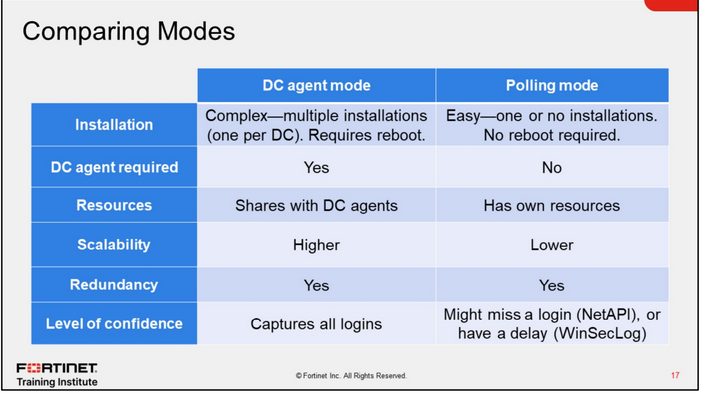 Comparing Modes
DC agent mode
Polling mode
Installation
Complex—multiple installations
(one per DC). Requires reboot.
Easy—one or no installations.
No reboot required.
DC agent required
Yes
No
Resources
Shares with DC agents
Has own resources
Scalability
Higher
Lower
Redundancy
Yes
Yes
Level of confidence
Captures all logins
Might miss a login (NetAPI), or
have a delay (WinSecLog)
FORTINET
Training Institute
© Fortinet Inc. All Rights Reserved.
17